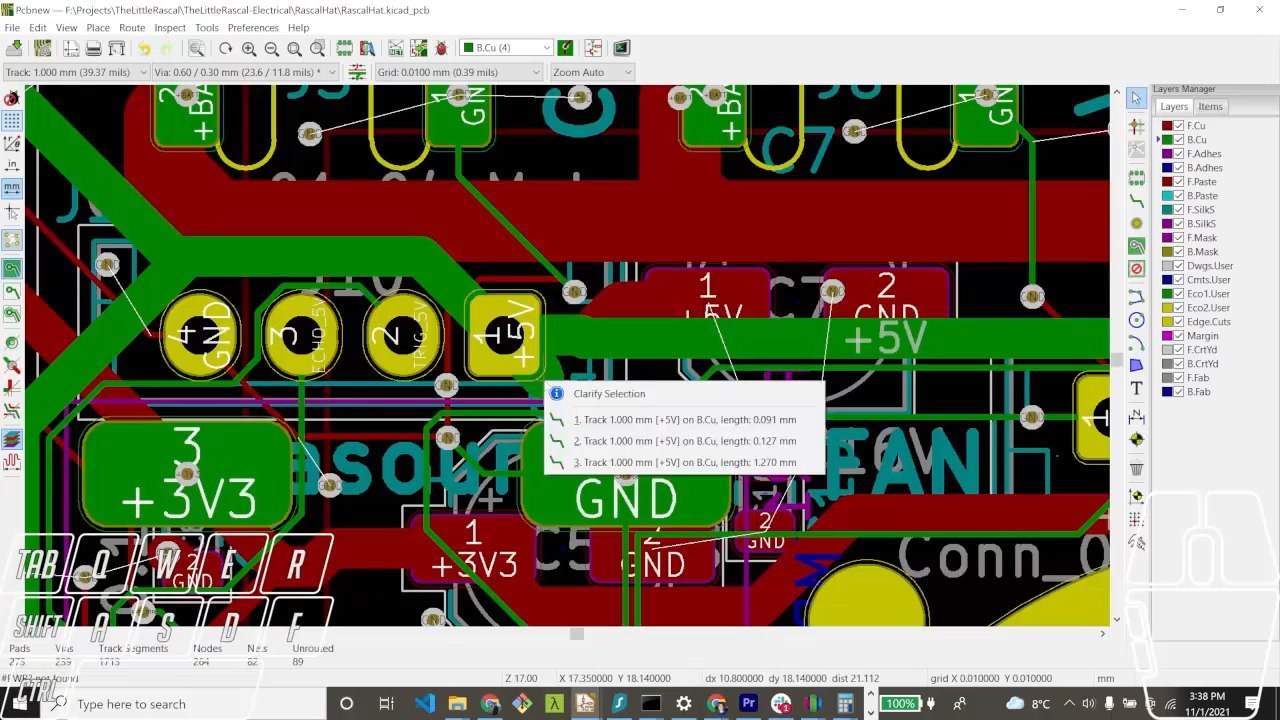 Pcbnew — F:\Projects\TheLittleRascal\TheLittleRascal-Electrical\RascalHat\RascalHat.kicad_pcb
File Edit View Place Route Inspect Tools Preferences Help
B.Cu (4)
Track: 1.000 mm (39.37 mils) Via: 0.60 / 0.30 mm (23.6 / 11.8 mils) * Grid: 0.0100 mm (0.39 mils) Zoom Auto
Layers Manager
Layers Items
F.Cu
B.Cu
F.Adhes
B.Adhes
F.Paste
B.Paste
F.SilkS
B.SilkS
F.Mask
B.Mask
Dwgs.User
Cmts.User
Eco1.User
Eco2.User
Edge.Cuts
Margin
F.CrtYd
B.CrtYd
F.Fab
B.Fab
in
mm
C7
1 2
+5V GND
4 GND
3 ECHO_5V
2 TRIG_5V
1 +5V
+5V
Clarify Selection
1. Track 1.000 mm [+5V] on B.Cu, length: 0.091 mm
2. Track 1.000 mm [+5V] on B.Cu, length: 0.127 mm
3. Track 1.000 mm [+5V] on B.Cu, length: 1.270 mm
3
+3V3
FAN
GND
1
+3V3
2
GND
2
GND
2
GND
TAB Q W E R
SHIFT A S D F
CTRL
Pads Vias Track Segments Nodes Nets Unrouted
273 239 1713 264 82 89
Z 17.00 X 17.350000 Y 18.140000 dx 10.800000 dy 18.140000 dist 21.112 grid X 0.010000 Y 0.010000 mm
Type here to search
100%
8°C
3:38 PM
11/1/2021